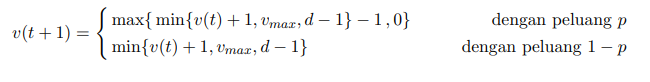 v(t + 1) = { max{ min{v(t) + 1, v_max, d − 1} − 1 , 0} dengan peluang p
min{v(t) + 1, v_max, d − 1} dengan peluang 1 − p